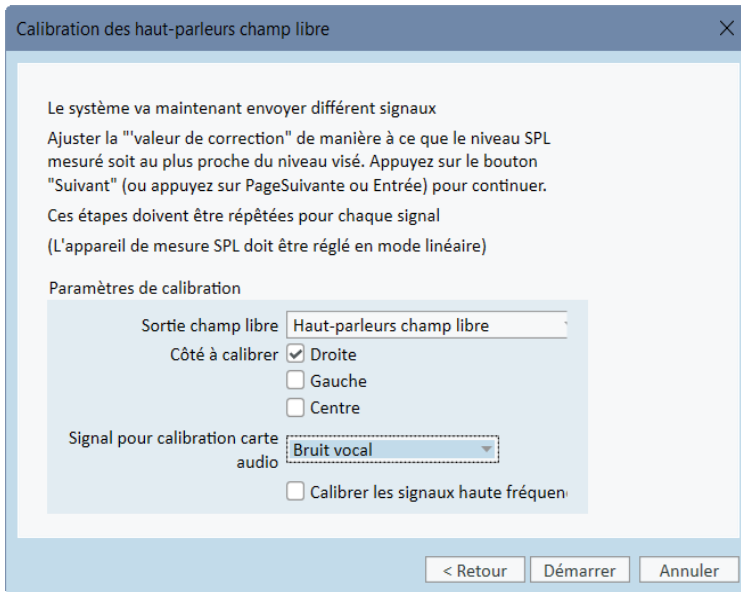 Calibration des haut-parleurs champ libre
Le système va maintenant envoyer différent signaux
Ajuster la "'valeur de correction" de manière à ce que le niveau SPL
mesuré soit au plus proche du niveau visé. Appuyez sur le bouton
"Suivant" (ou appuyez sur PageSuivante ou Entrée) pour continuer.
Ces étapes doivent être répêtées pour chaque signal
(L'appareil de mesure SPL doit être réglé en mode linéaire)
Paramètres de calibration
Sortie champ libre Haut-parleurs champ libre
Côté à calibrer Droite
Gauche
Centre
Signal pour calibration carte
audio Bruit vocal
Calibrer les signaux haute fréquen
< Retour Démarrer Annuler